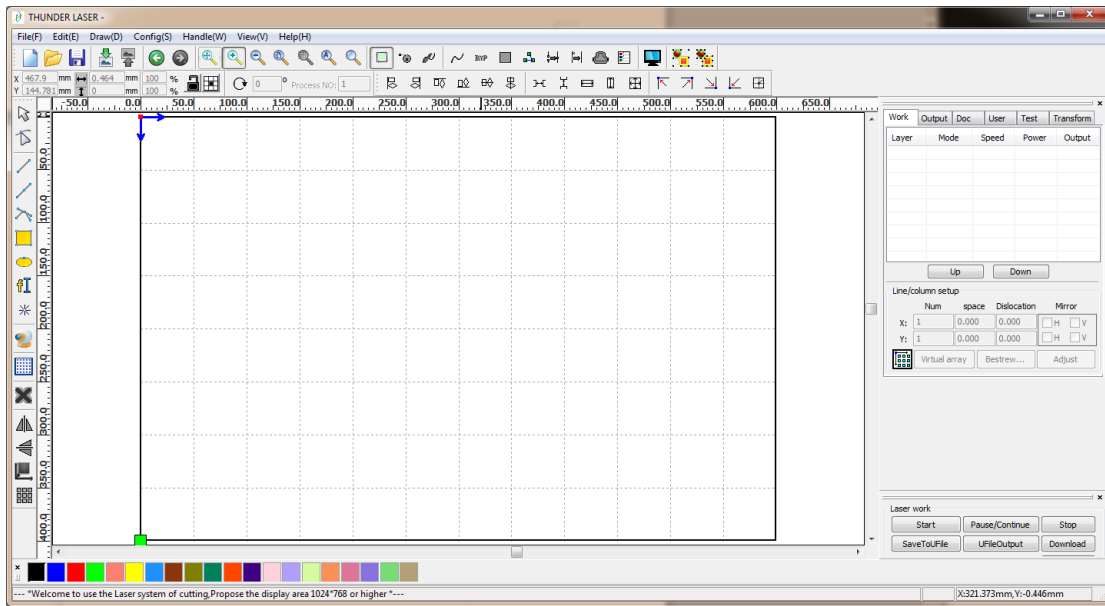 THUNDER LASER -
File(F) Edit(E) Draw(D) Config(S) Handle(W) View(V) Help(H)
BMP
X 467.9 mm 0.464 mm 100 %
Y 144.781 mm 0 mm 100 %
0 ° Process NO: 1
-50.0 0.0 50.0 100.0 150.0 200.0 250.0 300.0 350.0 400.0 450.0 500.0 550.0 600.0 650.0
50.0
100.0
150.0
200.0
250.0
300.0
350.0
400.0
Work Output Doc User Test Transform
Layer Mode Speed Power Output
Up Down
Line/column setup
Num space Dislocation Mirror
X: 1 0.000 0.000 H V
Y: 1 0.000 0.000 H V
Virtual array Bestrew... Adjust
Laser work
Start Pause/Continue Stop
SaveToUFile UFileOutput Download
--- *Welcome to use the Laser system of cutting,Propose the display area 1024*768 or higher *---
X:321.373mm,Y:-0.446mm